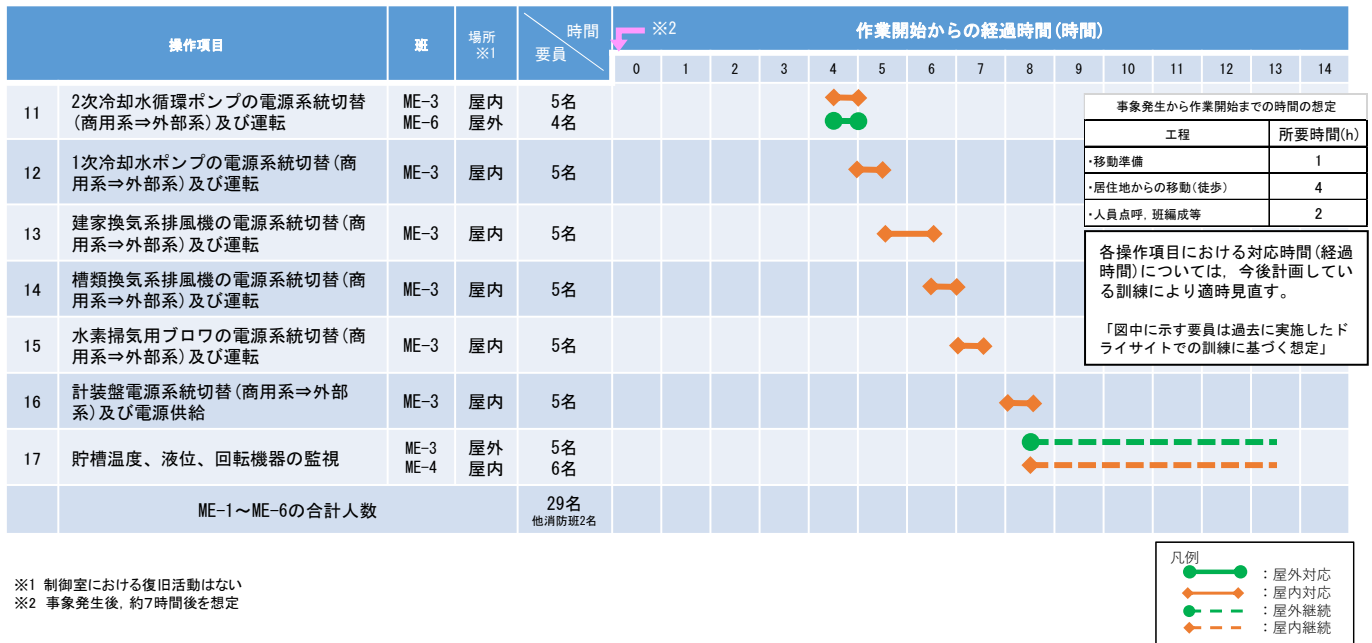 操作項目
班
場所
※1
時間
要員
※2
作業開始からの経過時間(時間)
0 1 2 3 4 5 6 7 8 9 10 11 12 13 14
11
2次冷却水循環ポンプの電源系統切替
(商用系⇒外部系)及び運転
ME-3
ME-6
屋内
屋外
5名
4名
12
1次冷却水ポンプの電源系統切替(商
用系⇒外部系)及び運転
ME-3
屋内
5名
13
建家換気系排風機の電源系統切替(商
用系⇒外部系)及び運転
ME-3
屋内
5名
14
槽類換気系排風機の電源系統切替(商
用系⇒外部系)及び運転
ME-3
屋内
5名
15
水素掃気用ブロワの電源系統切替(商
用系⇒外部系)及び運転
ME-3
屋内
5名
16
計装盤電源系統切替(商用系⇒外部
系)及び電源供給
ME-3
屋内
5名
17
貯槽温度、液位、回転機器の監視
ME-3
ME-4
屋外
屋内
5名
6名
ME-1～ME-6の合計人数
29名
他消防班2名
事象発生から作業開始までの時間の想定
工程 所要時間(h)
・移動準備 1
・居住地からの移動(徒歩) 4
・人員点呼，班編成等 2
各操作項目における対応時間(経過
時間)については，今後計画してい
る訓練により適時見直す。
「図中に示す要員は過去に実施したド
ライサイトでの訓練に基づく想定」
※1 制御室における復旧活動はない
※2 事象発生後，約7時間後を想定
凡例
：屋外対応
：屋内対応
：屋外継続
：屋内継続